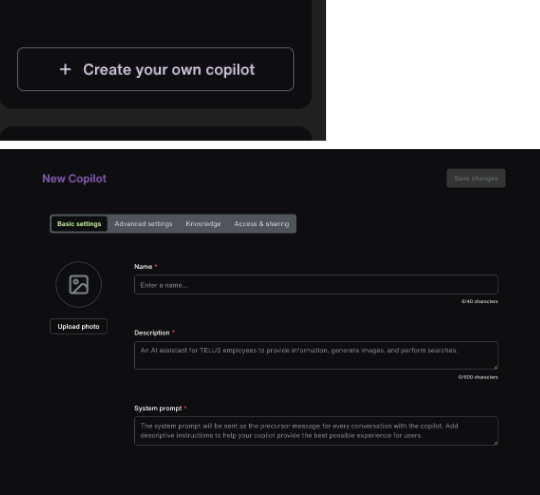 + Create your own copilot
New Copilot
Save changes
Basic settings
Advanced settings
Knowledge
Access & sharing
Name *
Enter a name...
0/40 characters
Upload photo
Description *
An AI assistant for TELUS employees to provide information, generate images, and perform searches.
0/800 characters
System prompt *
The system prompt will be sent as the precursor message for every conversation with the copilot. Add
descriptive instructions to help your copilot provide the best possible experience for users.